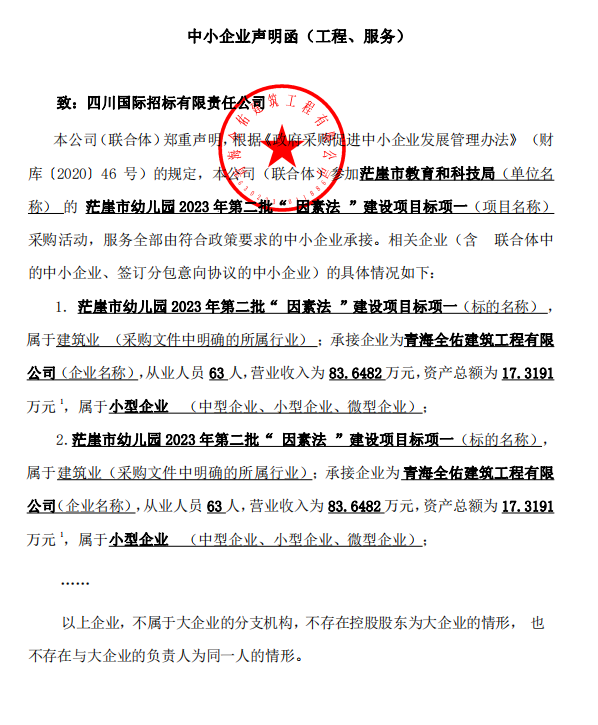 中小企业声明函（工程、服务）
致：四川国际招标有限责任公司
本公司（联合体）郑重声明，根据《政府采购促进中小企业发展管理办法》（财
库〔2020〕46 号）的规定，本公司（联合体）参加茫崖市教育和科技局（单位名
称） 的 茫崖市幼儿园 2023 年第二批“ 因素法 ”建设项目标项一（项目名称）
采购活动，服务全部由符合政策要求的中小企业承接。相关企业（含 联合体中
的中小企业、签订分包意向协议的中小企业）的具体情况如下：
1. 茫崖市幼儿园 2023 年第二批“ 因素法 ”建设项目标项一（标的名称），
属于建筑业 （采购文件中明确的所属行业）；承接企业为青海全佑建筑工程有限
公司（企业名称），从业人员 63 人，营业收入为 83.6482 万元，资产总额为 17.3191
万元¹，属于小型企业 （中型企业、小型企业、微型企业）；
2.茫崖市幼儿园 2023 年第二批“ 因素法 ”建设项目标项一（标的名称），
属于建筑业（采购文件中明确的所属行业）；承接企业为青海全佑建筑工程有限
公司（企业名称），从业人员 63 人，营业收入为 83.6482 万元，资产总额为 17.3191
万元¹，属于小型企业 （中型企业、小型企业、微型企业）；
……
以上企业，不属于大企业的分支机构，不存在控股股东为大企业的情形， 也
不存在与大企业的负责人为同一人的情形。